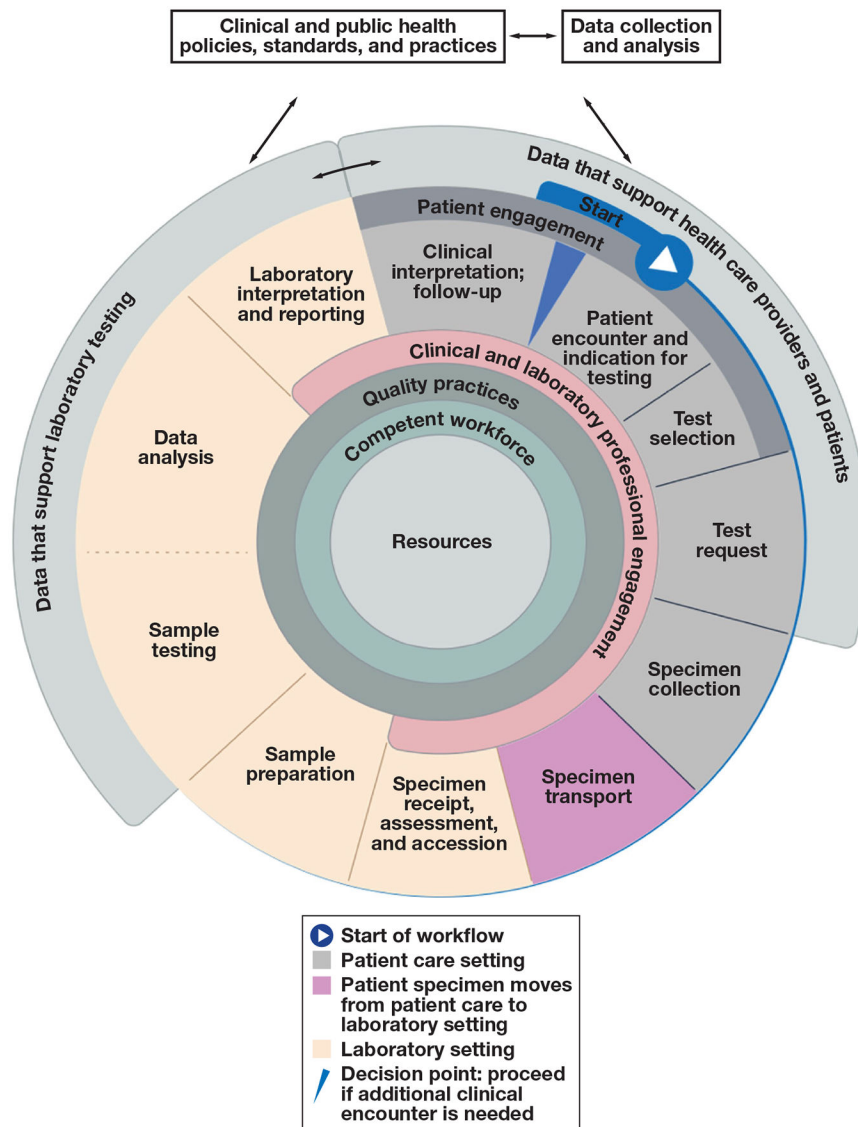 Clinical and public health
policies, standards, and practices
Data collection
and analysis
Data that support health care providers and patients
Data that support laboratory testing
Start
Patient engagement
Clinical
interpretation;
follow-up
Patient
encounter and
indication for
testing
Test
selection
Test
request
Specimen
collection
Specimen
transport
Specimen
receipt,
assessment,
and accession
Sample
preparation
Sample
testing
Data
analysis
Laboratory
interpretation
and reporting
Clinical and laboratory professional engagement
Quality practices
Competent workforce
Resources
Start of workflow
Patient care setting
Patient specimen moves
from patient care to
laboratory setting
Laboratory setting
Decision point: proceed
if additional clinical
encounter is needed